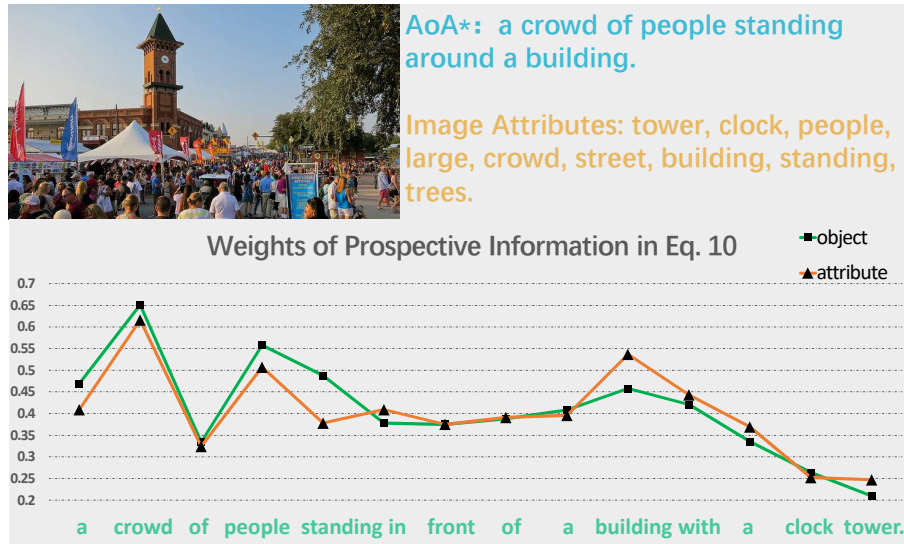 AoA*: a crowd of people standing
around a building.
Image Attributes: tower, clock, people,
large, crowd, street, building, standing,
trees.
Weights of Prospective Information in Eq. 10
object
attribute
0.7
0.65
0.6
0.55
0.5
0.45
0.4
0.35
0.3
0.25
0.2
a crowd of people standing in front of a building with a clock tower.